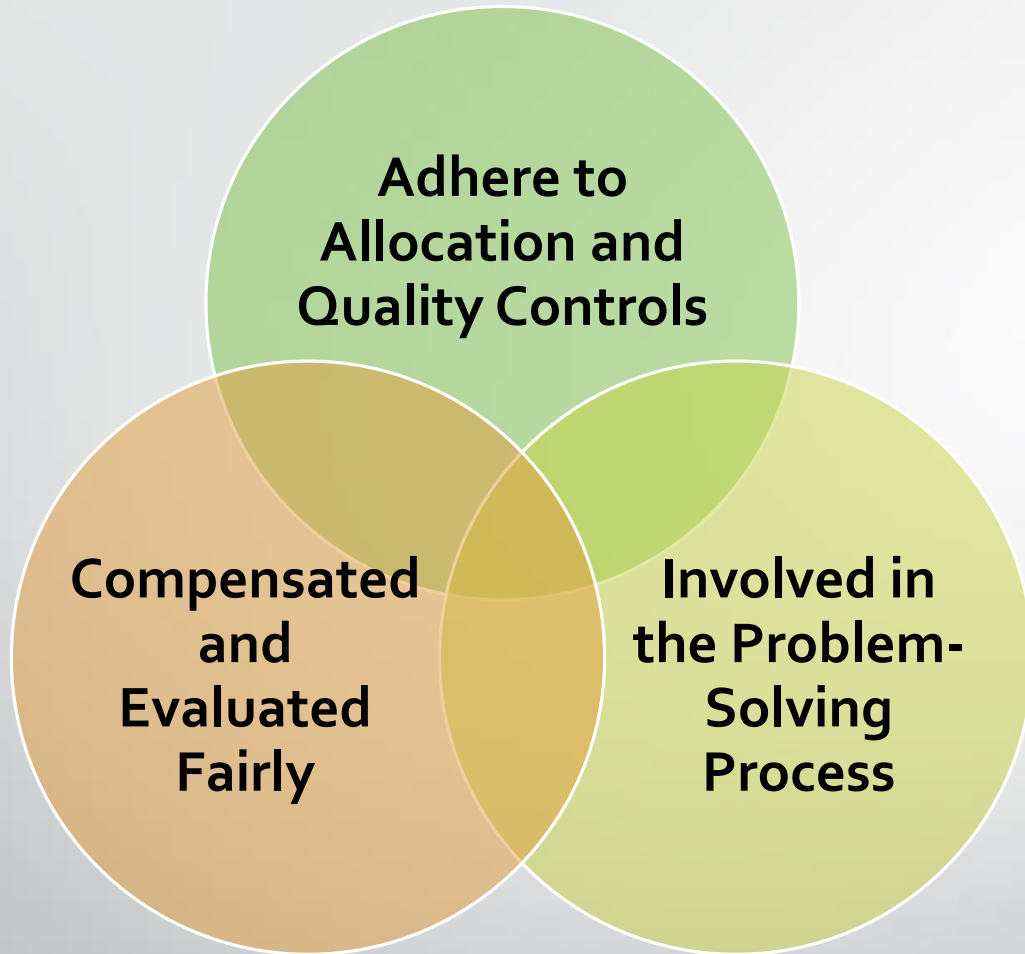 Adhere to
Allocation and
Quality Controls
Compensated
and
Evaluated
Fairly
Involved in
the Problem-
Solving
Process